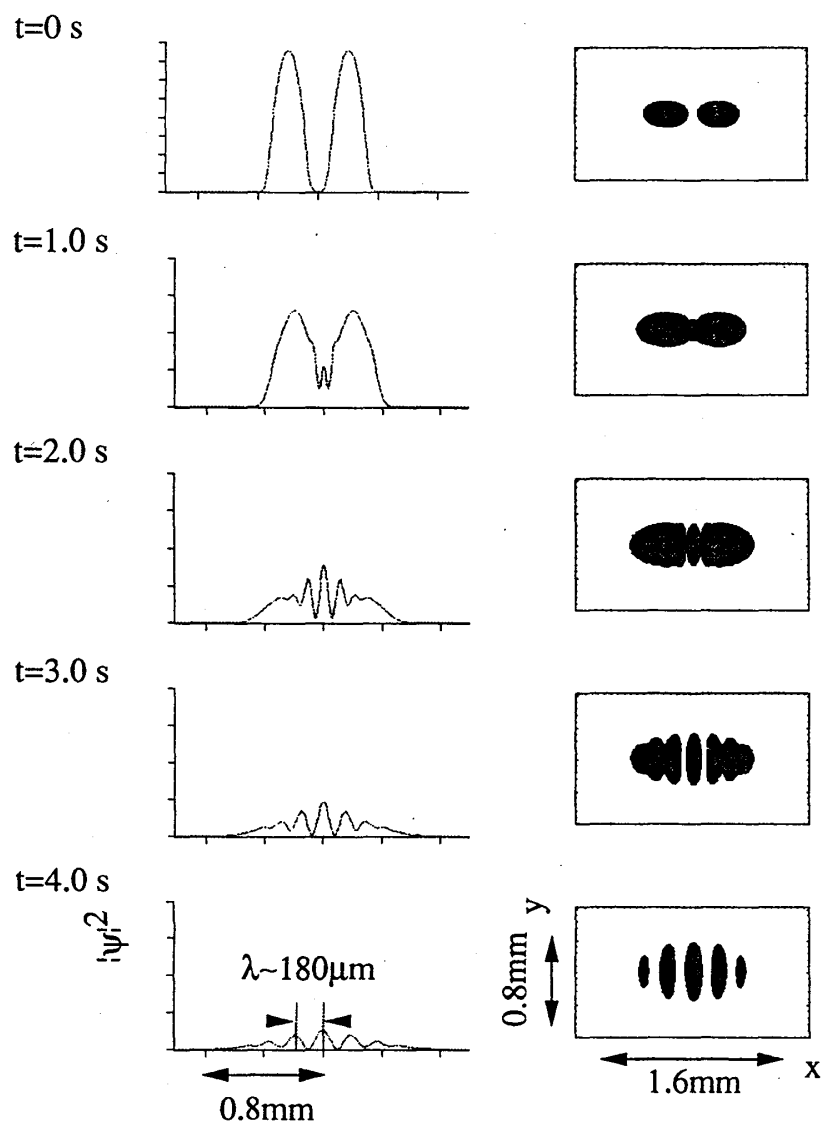 t=0 s
t=1.0 s
t=2.0 s
t=3.0 s
t=4.0 s
|ψ|²
λ~180μm
0.8mm
y
0.8mm
x
1.6mm